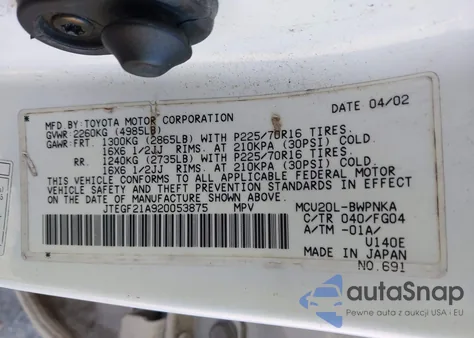 MFD BY: TOYOTA MOTOR CORPORATION DATE 04/02
GVWR 2260KG (4985LB)
GAWR: FRT. 1300KG (2865LB) WITH P225/70R16 TIRES.
16X6 1/2JJ RIMS. AT 210KPA (30PSI) COLD.
RR. 1240KG (2735LB) WITH P225/70R16 TIRES.
16X6 1/2JJ RIMS. AT 210KPA (30PSI) COLD.
THIS VEHICLE CONFORMS TO ALL APPLICABLE FEDERAL MOTOR
VEHICLE SAFETY AND BUMPER STANDARDS IN EFFECT
ON THE DATE OF MANUFACTURE SHOWN ABOVE.
JTEGF21A920053875 MPV MCU20L-BWPNKA
C/TR 040/FG04
A/TM -01A/
U140E
MADE IN JAPAN
NO.691
autaSnap
Auta z aukcji USA · EU